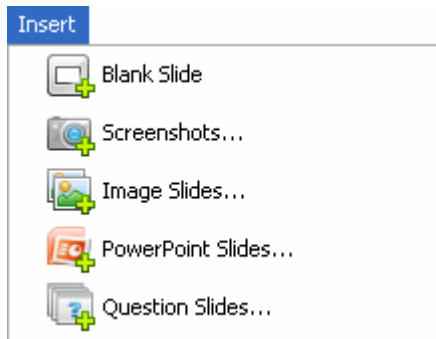 Insert
Blank Slide
Screenshots...
Image Slides...
PowerPoint Slides...
Question Slides...